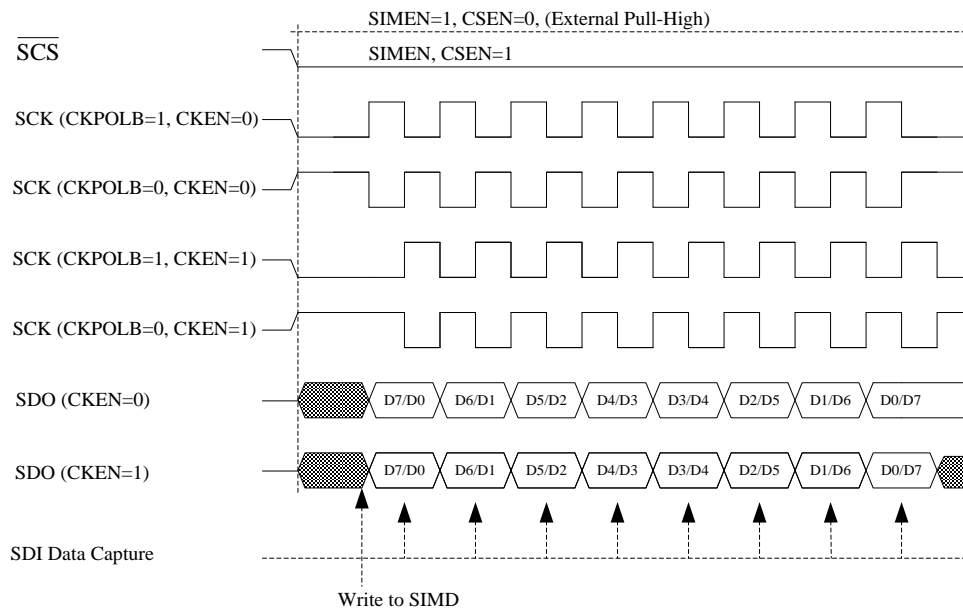 SIMEN=1, CSEN=0, (External Pull-High)
SCS
SIMEN, CSEN=1
SCK (CKPOLB=1, CKEN=0)
SCK (CKPOLB=0, CKEN=0)
SCK (CKPOLB=1, CKEN=1)
SCK (CKPOLB=0, CKEN=1)
SDO (CKEN=0) D7/D0 D6/D1 D5/D2 D4/D3 D3/D4 D2/D5 D1/D6 D0/D7
SDO (CKEN=1) D7/D0 D6/D1 D5/D2 D4/D3 D3/D4 D2/D5 D1/D6 D0/D7
SDI Data Capture
Write to SIMD